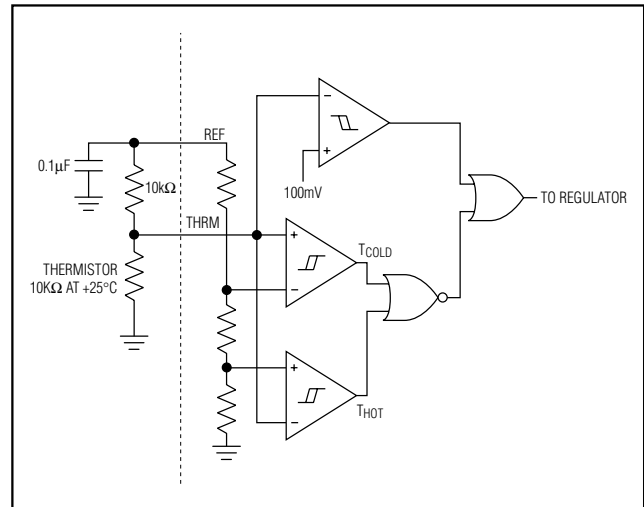 REF
0.1μF
10kΩ
100mV
TO REGULATOR
THRM
TCOLD
THERMISTOR
10KΩ AT +25°C
THOT
−
+
+
−
+
−